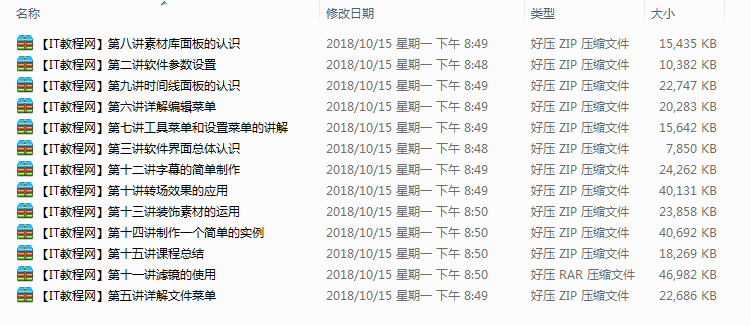 名称 修改日期 类型 大小
【IT教程网】第八讲素材库面板的认识 2018/10/15 星期一 下午 8:49 好压 ZIP 压缩文件 15,435 KB
【IT教程网】第二讲软件参数设置 2018/10/15 星期一 下午 8:48 好压 ZIP 压缩文件 10,382 KB
【IT教程网】第九讲时间线面板的认识 2018/10/15 星期一 下午 8:49 好压 ZIP 压缩文件 22,747 KB
【IT教程网】第六讲详解编辑菜单 2018/10/15 星期一 下午 8:49 好压 ZIP 压缩文件 20,283 KB
【IT教程网】第七讲工具菜单和设置菜单的讲解 2018/10/15 星期一 下午 8:49 好压 ZIP 压缩文件 15,642 KB
【IT教程网】第三讲软件界面总体认识 2018/10/15 星期一 下午 8:48 好压 ZIP 压缩文件 7,850 KB
【IT教程网】第十二讲字幕的简单制作 2018/10/15 星期一 下午 8:49 好压 ZIP 压缩文件 24,262 KB
【IT教程网】第十讲转场效果的应用 2018/10/15 星期一 下午 8:49 好压 ZIP 压缩文件 40,131 KB
【IT教程网】第十三讲装饰素材的运用 2018/10/15 星期一 下午 8:50 好压 ZIP 压缩文件 23,858 KB
【IT教程网】第十四讲制作一个简单的实例 2018/10/15 星期一 下午 8:50 好压 ZIP 压缩文件 40,692 KB
【IT教程网】第十五讲课程总结 2018/10/15 星期一 下午 8:50 好压 ZIP 压缩文件 18,269 KB
【IT教程网】第十一讲滤镜的使用 2018/10/15 星期一 下午 8:50 好压 RAR 压缩文件 46,982 KB
【IT教程网】第五讲详解文件菜单 2018/10/15 星期一 下午 8:49 好压 ZIP 压缩文件 22,686 KB